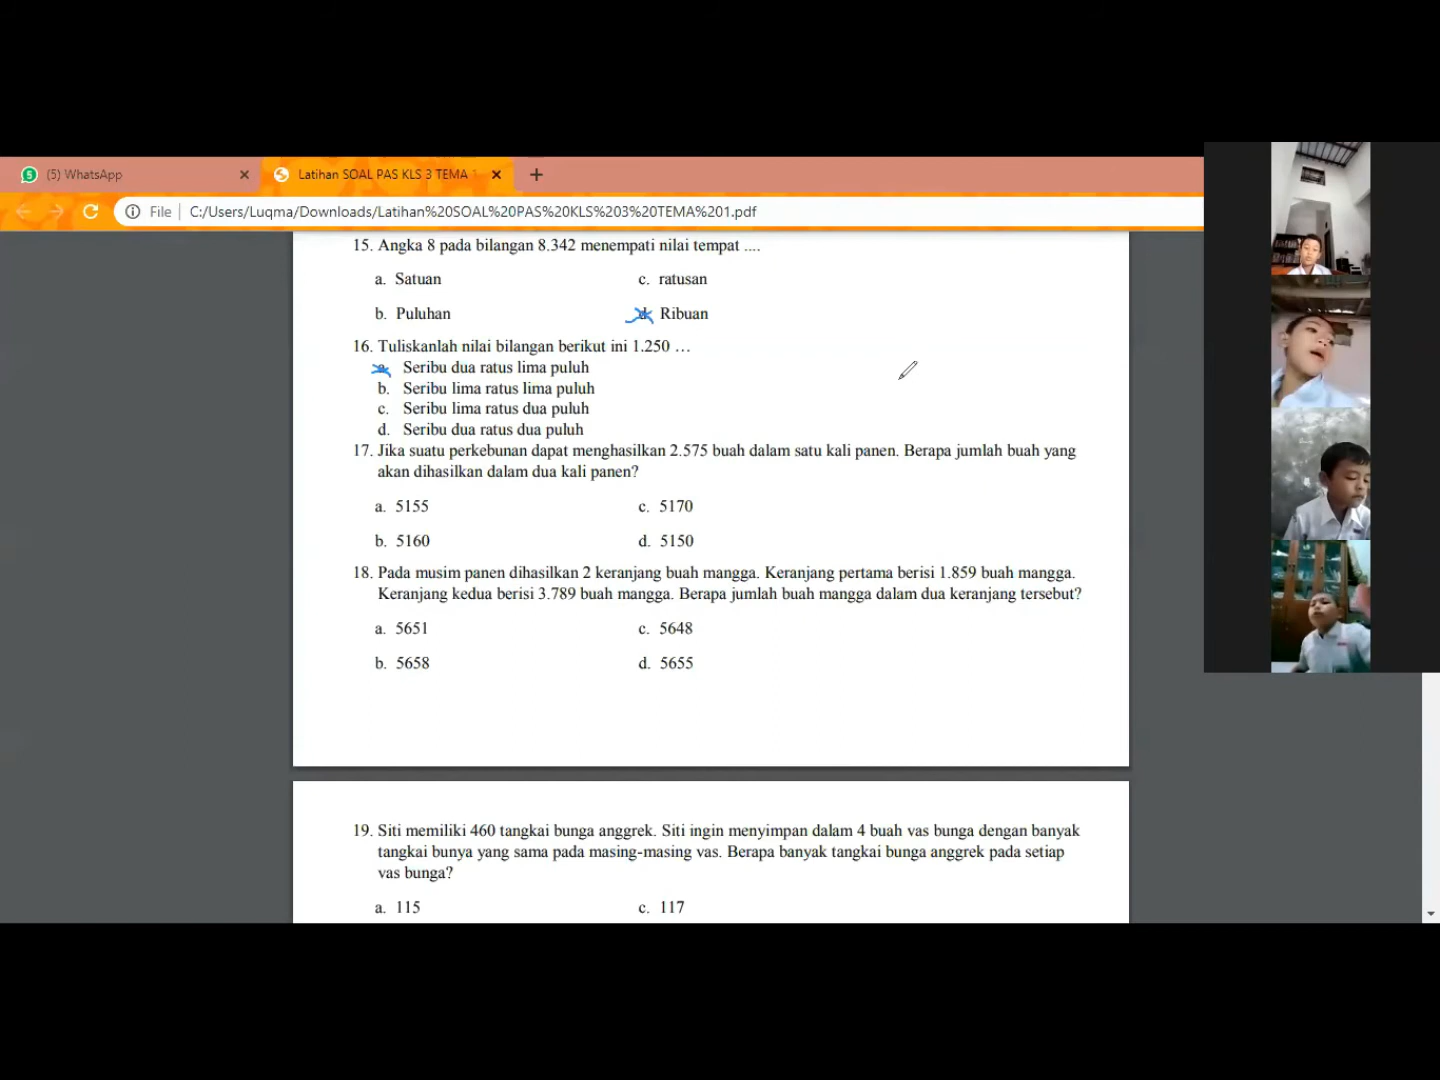 (5) WhatsApp
Latihan SOAL PAS KLS 3 TEMA 1
File | C:/Users/Luqma/Downloads/Latihan%20SOAL%20PAS%20KLS%203%20TEMA%201.pdf
15. Angka 8 pada bilangan 8.342 menempati nilai tempat ....
a. Satuan c. ratusan
b. Puluhan d. Ribuan
16. Tuliskanlah nilai bilangan berikut ini 1.250 …
a. Seribu dua ratus lima puluh
b. Seribu lima ratus lima puluh
c. Seribu lima ratus dua puluh
d. Seribu dua ratus dua puluh
17. Jika suatu perkebunan dapat menghasilkan 2.575 buah dalam satu kali panen. Berapa jumlah buah yang
akan dihasilkan dalam dua kali panen?
a. 5155 c. 5170
b. 5160 d. 5150
18. Pada musim panen dihasilkan 2 keranjang buah mangga. Keranjang pertama berisi 1.859 buah mangga.
Keranjang kedua berisi 3.789 buah mangga. Berapa jumlah buah mangga dalam dua keranjang tersebut?
a. 5651 c. 5648
b. 5658 d. 5655
19. Siti memiliki 460 tangkai bunga anggrek. Siti ingin menyimpan dalam 4 buah vas bunga dengan banyak
tangkai bunya yang sama pada masing-masing vas. Berapa banyak tangkai bunga anggrek pada setiap
vas bunga?
a. 115 c. 117